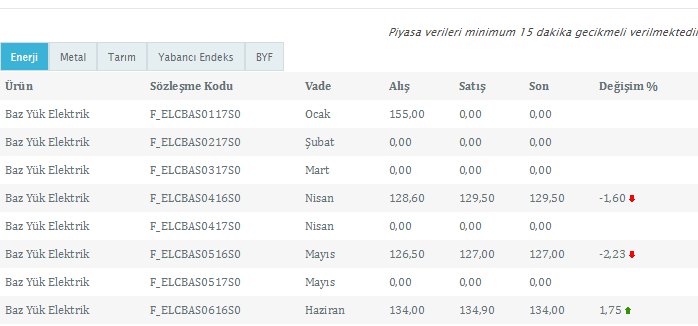 Piyasa verileri minimum 15 dakika gecikmeli verilmektedir
Enerji Metal Tarım Yabancı Endeks BYF
Ürün Sözleşme Kodu Vade Alış Satış Son Değişim %
Baz Yük Elektrik F_ELCBAS0117S0 Ocak 155,00 0,00 0,00
Baz Yük Elektrik F_ELCBAS0217S0 Şubat 0,00 0,00 0,00
Baz Yük Elektrik F_ELCBAS0317S0 Mart 0,00 0,00 0,00
Baz Yük Elektrik F_ELCBAS0416S0 Nisan 128,60 129,50 129,50 -1,60
Baz Yük Elektrik F_ELCBAS0417S0 Nisan 0,00 0,00 0,00
Baz Yük Elektrik F_ELCBAS0516S0 Mayıs 126,50 127,00 127,00 -2,23
Baz Yük Elektrik F_ELCBAS0517S0 Mayıs 0,00 0,00 0,00
Baz Yük Elektrik F_ELCBAS0616S0 Haziran 134,00 134,90 134,00 1,75